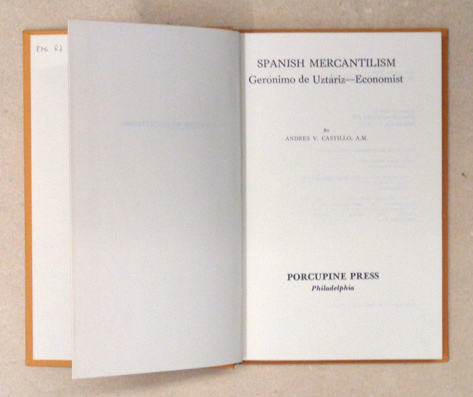 SPANISH MERCANTILISM
Gerónimo de Uztáriz—Economist
By
ANDRES V. CASTILLO, A.M.
PORCUPINE PRESS
Philadelphia